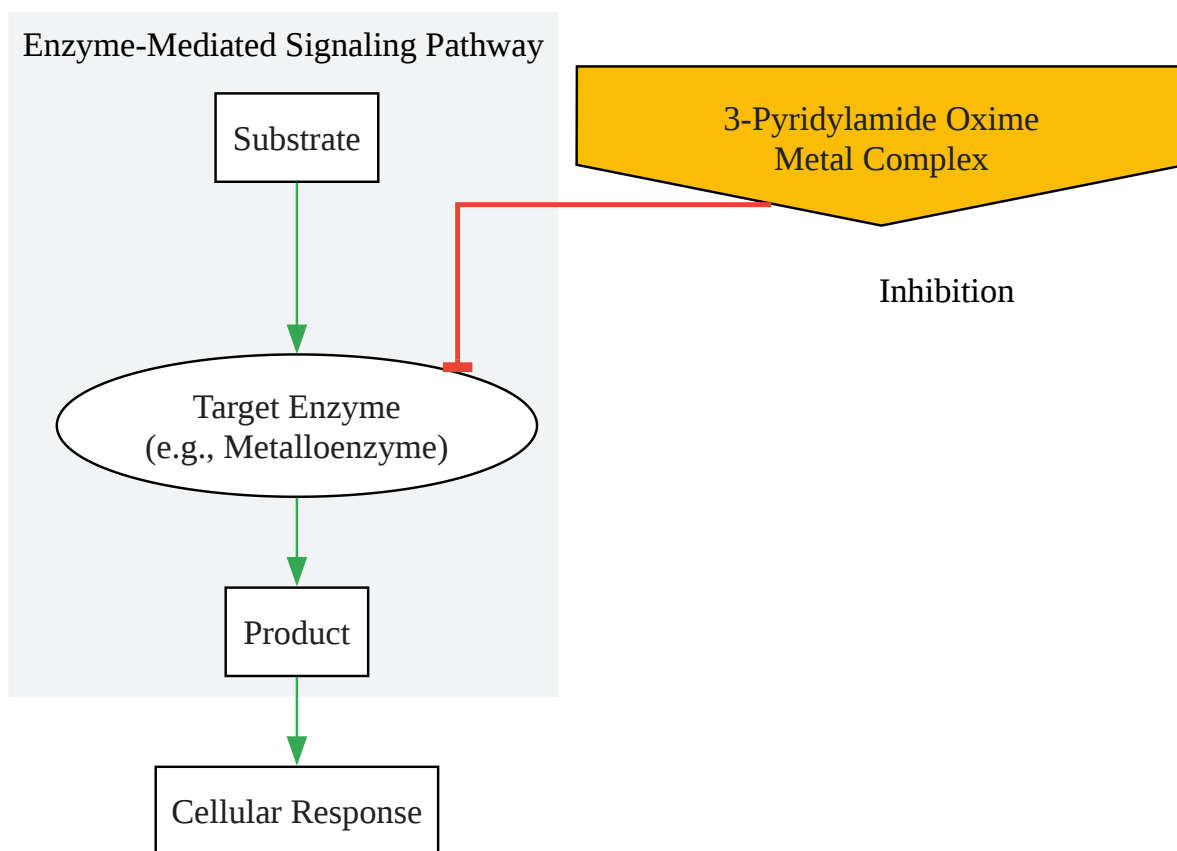 Enzyme-Mediated Signaling Pathway
Substrate
3-Pyridylamide Oxime
Metal Complex
Inhibition
Target Enzyme
(e.g., Metalloenzyme)
Product
Cellular Response